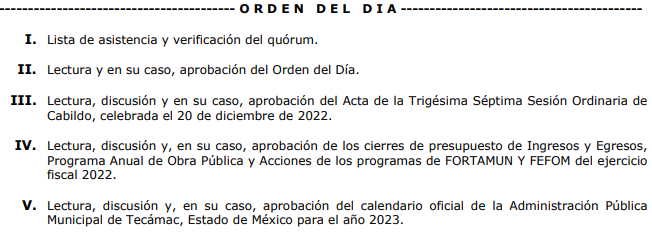 ----------------------------------------- O R D E N  D E L  D I A ------------------------------------------
I. Lista de asistencia y verificación del quórum.
II. Lectura y en su caso, aprobación del Orden del Día.
III. Lectura, discusión y en su caso, aprobación del Acta de la Trigésima Séptima Sesión Ordinaria de
Cabildo, celebrada el 20 de diciembre de 2022.
IV. Lectura, discusión y, en su caso, aprobación de los cierres de presupuesto de Ingresos y Egresos,
Programa Anual de Obra Pública y Acciones de los programas de FORTAMUN Y FEFOM del ejercicio
fiscal 2022.
V. Lectura, discusión y, en su caso, aprobación del calendario oficial de la Administración Pública
Municipal de Tecámac, Estado de México para el año 2023.